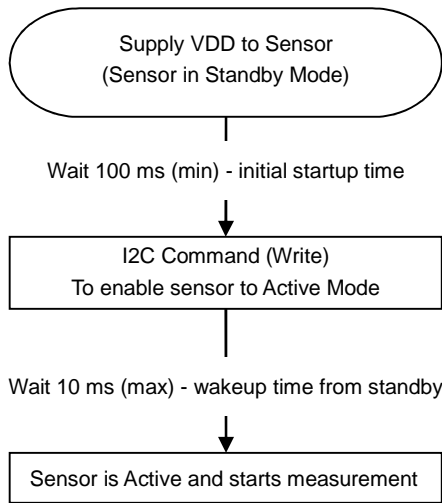 Supply VDD to Sensor
(Sensor in Standby Mode)
Wait 100 ms (min) - initial startup time
I2C Command (Write)
To enable sensor to Active Mode
Wait 10 ms (max) - wakeup time from standby
Sensor is Active and starts measurement